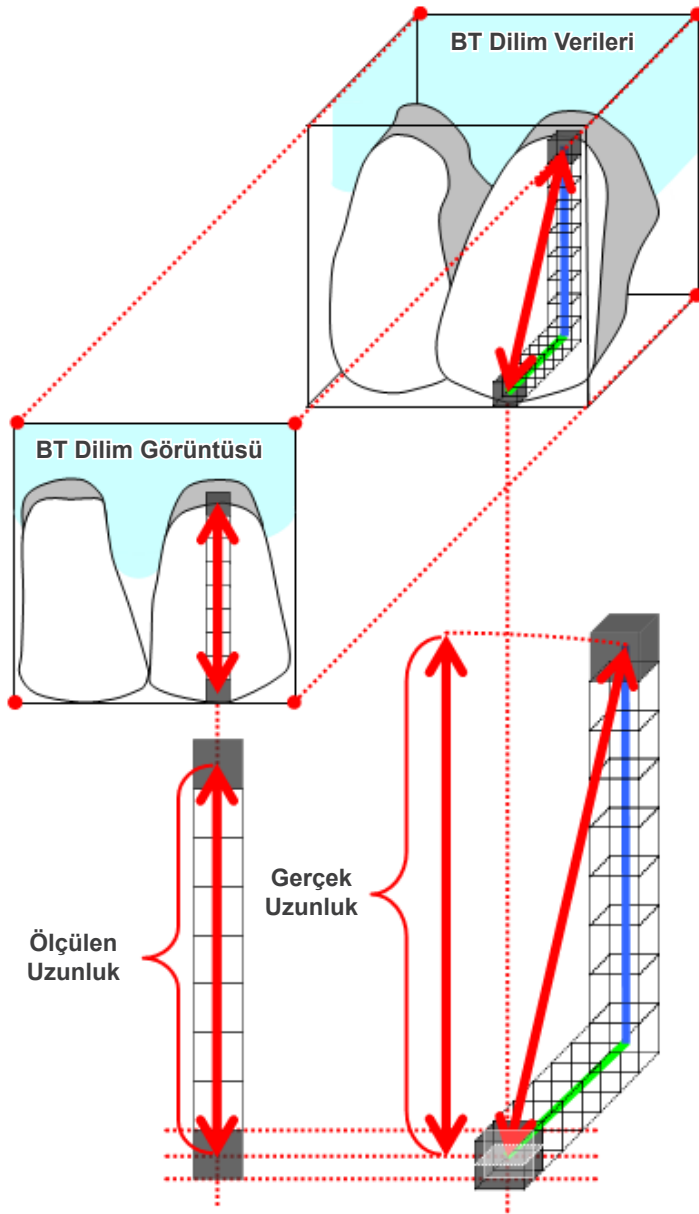 BT Dilim Verileri
BT Dilim Görüntüsü
Gerçek
Uzunluk
Ölçülen
Uzunluk